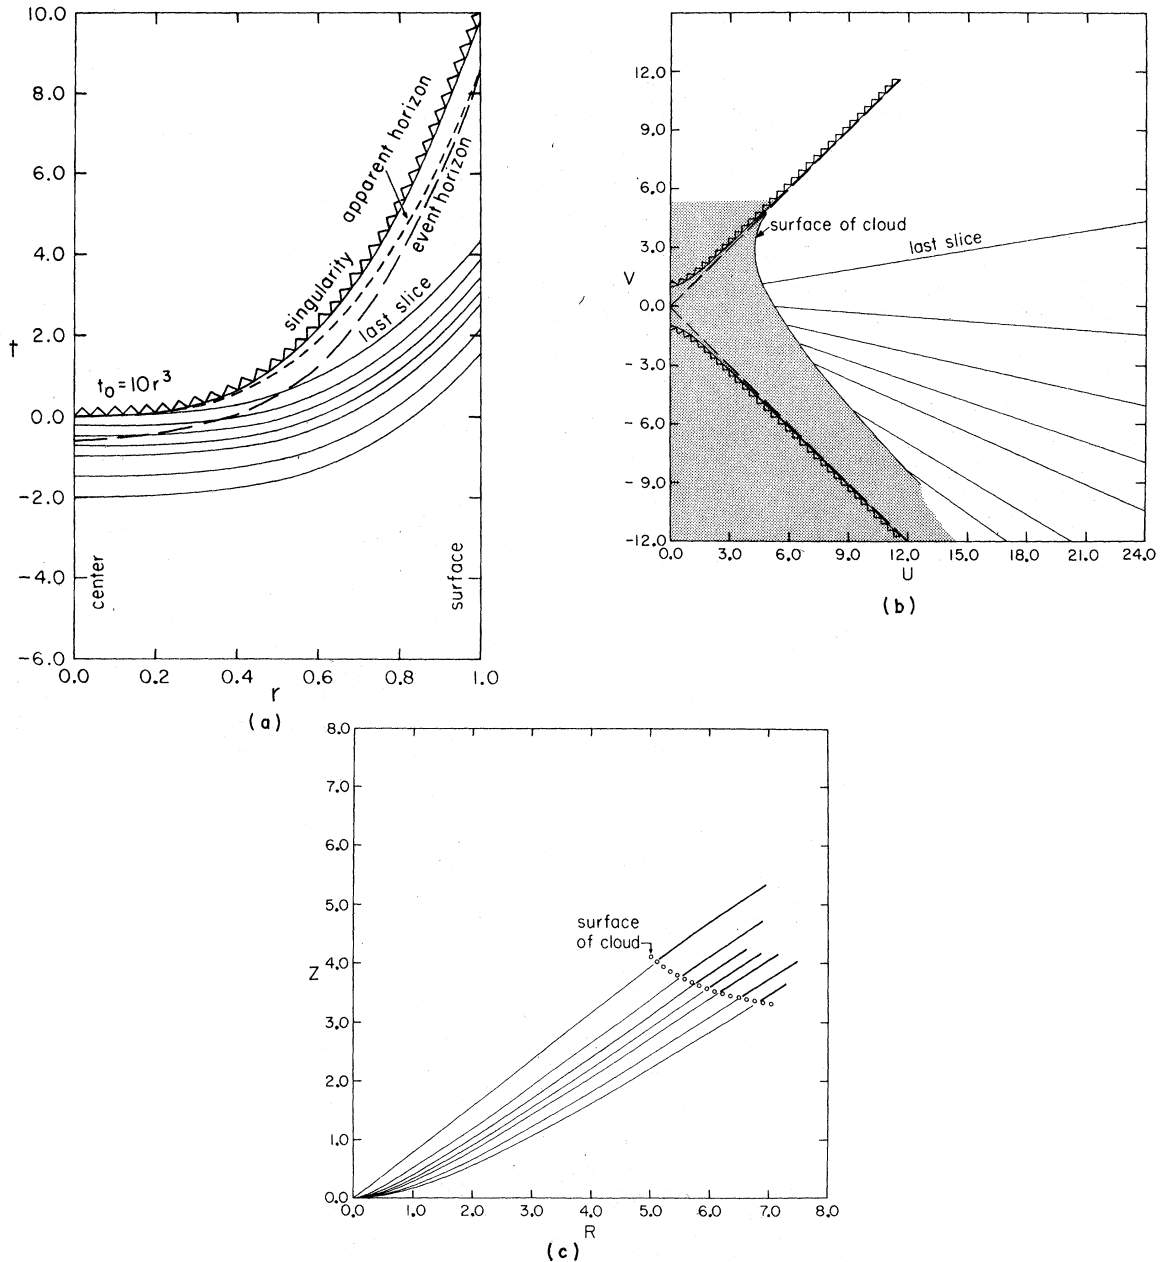 10.0
8.0
6.0
4.0
2.0
0.0
-2.0
-4.0
-6.0
t
0.0 0.2 0.4 0.6 0.8 1.0
r
t₀=10r³
singularity
apparent horizon
event horizon
last slice
center
surface
(a)
12.0
9.0
6.0
3.0
0.0
-3.0
-6.0
-9.0
-12.0
V
surface of cloud
last slice
0.0 3.0 6.0 9.0 12.0 15.0 18.0 21.0 24.0
U
(b)
8.0
7.0
6.0
5.0
4.0
3.0
2.0
1.0
0.0
Z
surface
of cloud
0.0 1.0 2.0 3.0 4.0 5.0 6.0 7.0 8.0
R
(c)